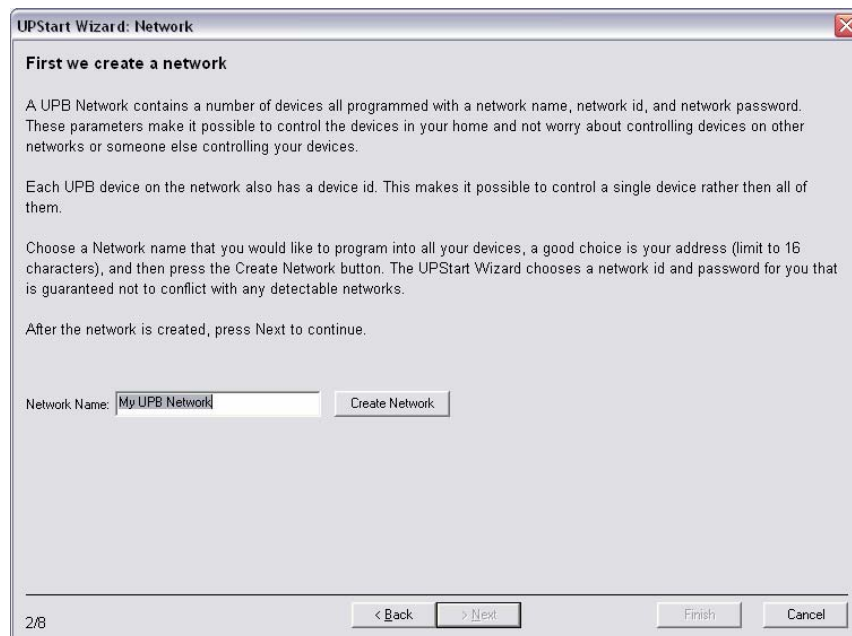 UPStart Wizard: Network
First we create a network
A UPB Network contains a number of devices all programmed with a network name, network id, and network password.
These parameters make it possible to control the devices in your home and not worry about controlling devices on other
networks or someone else controlling your devices.
Each UPB device on the network also has a device id. This makes it possible to control a single device rather then all of
them.
Choose a Network name that you would like to program into all your devices, a good choice is your address (limit to 16
characters), and then press the Create Network button. The UPStart Wizard chooses a network id and password for you that
is guaranteed not to conflict with any detectable networks.
After the network is created, press Next to continue.
Network Name: My UPB Network Create Network
2/8 < Back > Next Finish Cancel